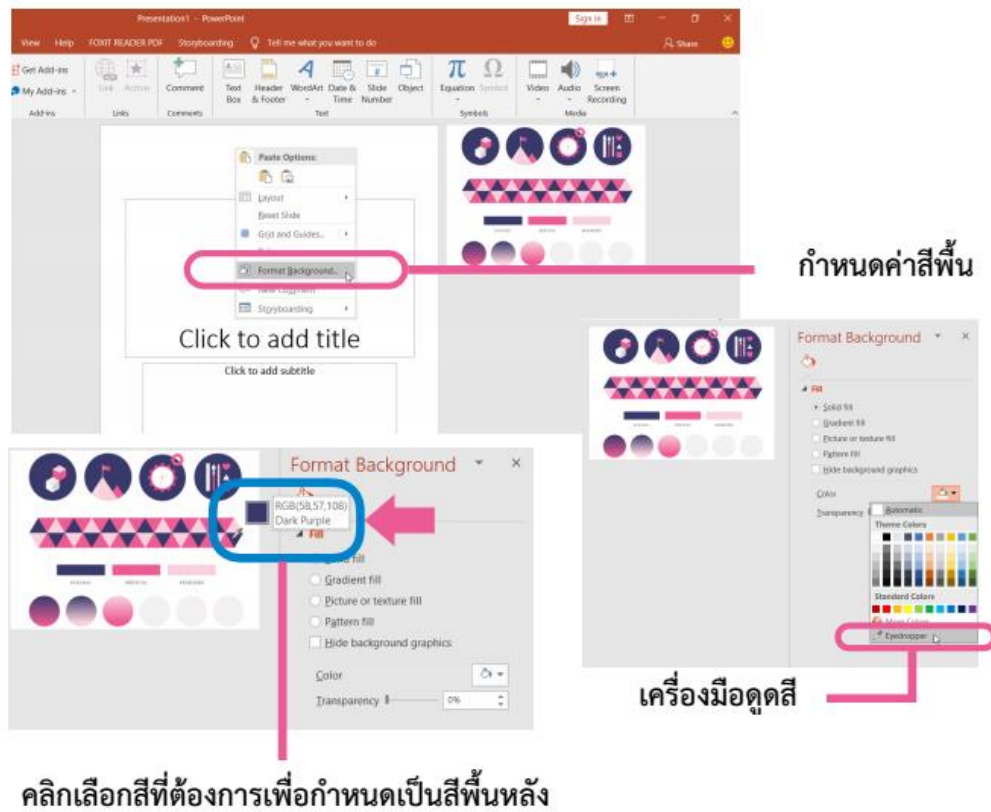 Presentation1 - PowerPoint
Sign in
View Help FOXIT READER PDF Storyboarding Tell me what you want to do
Share
Get Add-ins
My Add-ins
Link Action Comment Text Box Header & Footer WordArt Date & Time Slide Number Object Equation Symbol Video Audio Screen Recording
Add-ins Links Comments Text Symbols Media
Paste Options:
Layout
Reset Slide
Grid and Guides...
Format Background...
New Comment
Storyboarding
Click to add title
Click to add subtitle
กำหนดค่าสีพื้น
Format Background
Fill
Solid fill
Gradient fill
Picture or texture fill
Pattern fill
Hide background graphics
Color
Transparency
Automatic
Theme Colors
Standard Colors
More Colors
Eyedropper
เครื่องมือดูดสี
Format Background
RGB(58,57,108)
Dark Purple
Fill
fill
Gradient fill
Picture or texture fill
Pattern fill
Hide background graphics
Color
Transparency 0%
คลิกเลือกสีที่ต้องการเพื่อกำหนดเป็นสีพื้นหลัง